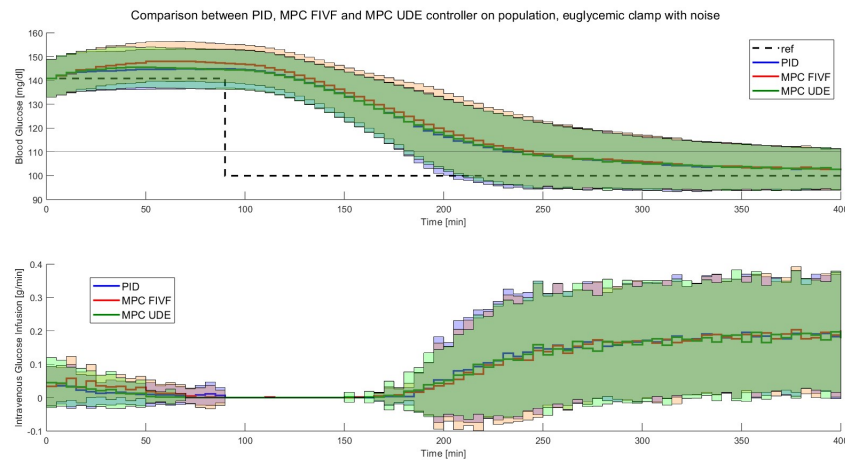 Comparison between PID, MPC FIVF and MPC UDE controller on population, euglycemic clamp with noise
160
150
140
130
120
110
100
90
Blood Glucose [mg/dl]
ref
PID
MPC FIVF
MPC UDE
0 50 100 150 200 250 300 350 400
Time [min]
0.4
0.3
0.2
0.1
0
-0.1
Intravenous Glucose Infusion [g/min]
PID
MPC FIVF
MPC UDE
0 50 100 150 200 250 300 350 400
Time [min]